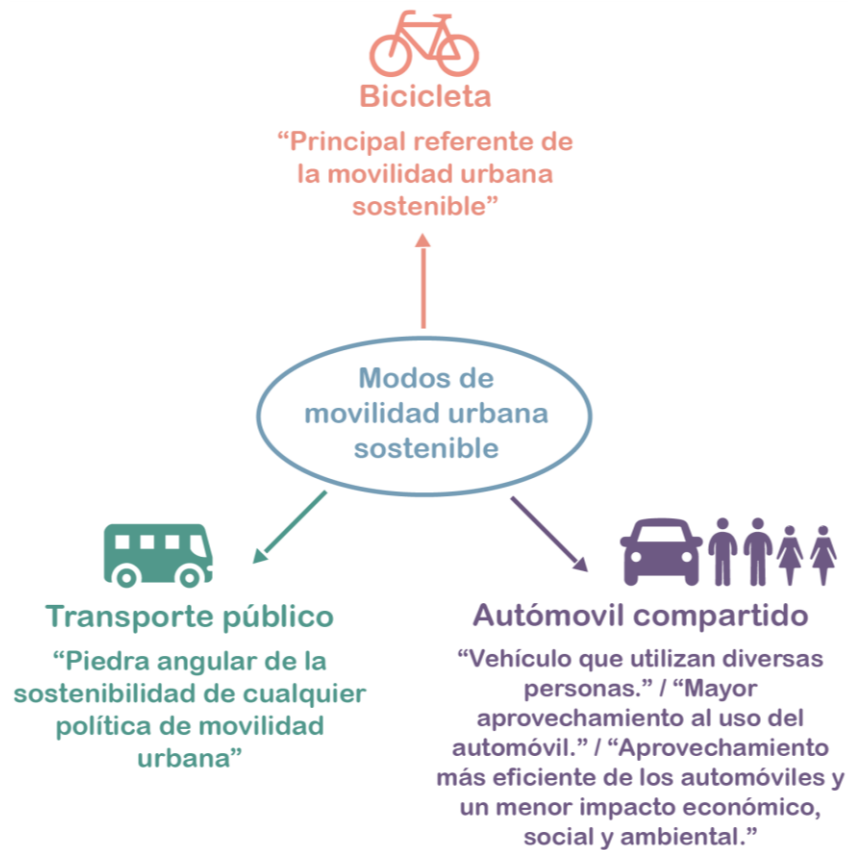 Bicicleta
“Principal referente de
la movilidad urbana
sostenible”
Modos de
movilidad urbana
sostenible
Transporte público
“Piedra angular de la
sostenibilidad de cualquier
política de movilidad
urbana”
Autómovil compartido
“Vehículo que utilizan diversas
personas.” / “Mayor
aprovechamiento al uso del
automóvil.” / “Aprovechamiento
más eficiente de los automóviles y
un menor impacto económico,
social y ambiental.”